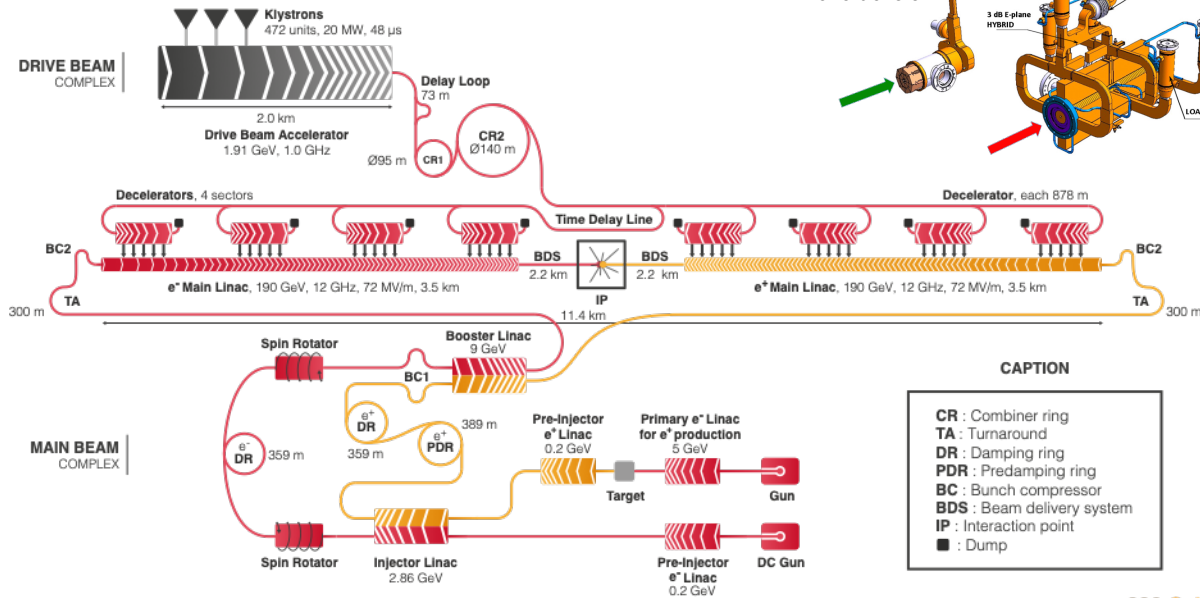 Klystrons
472 units, 20 MW, 48 µs
3 dB E-plane
HYBRID
DRIVE BEAM
COMPLEX
Delay Loop
73 m
2.0 km
Drive Beam Accelerator
1.91 GeV, 1.0 GHz
CR2
Ø140 m
Ø95 m
CR1
Decelerators, 4 sectors
Decelerator, each 878 m
Time Delay Line
BC2
BDS
2.2 km
BDS
2.2 km
BC2
e⁻ Main Linac, 190 GeV, 12 GHz, 72 MV/m, 3.5 km
IP
e⁺ Main Linac, 190 GeV, 12 GHz, 72 MV/m, 3.5 km
TA
300 m
TA
300 m
11.4 km
Spin Rotator
Booster Linac
9 GeV
BC1
CAPTION
MAIN BEAM
COMPLEX
e⁻
DR
359 m
e⁺
DR
359 m
e⁺
PDR
389 m
Pre-Injector
e⁺ Linac
0.2 GeV
Primary e⁻ Linac
for e⁺ production
5 GeV
Target
Gun
Spin Rotator
Injector Linac
2.86 GeV
Pre-Injector
e⁻ Linac
0.2 GeV
DC Gun
CR : Combiner ring
TA : Turnaround
DR : Damping ring
PDR : Predamping ring
BC : Bunch compressor
BDS : Beam delivery system
IP : Interaction point
: Dump